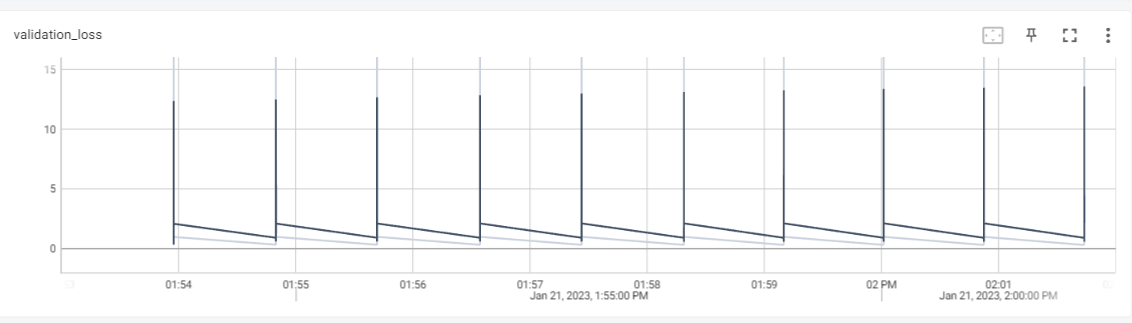 validation_loss
15
10
5
0
01:54 01:55 01:56 01:57 01:58 01:59 02 PM 02:01
Jan 21, 2023, 1:55:00 PM Jan 21, 2023, 2:00:00 PM